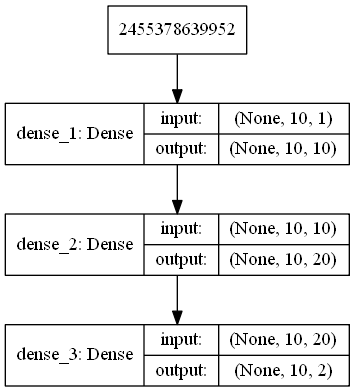 2455378639952
dense_1: Dense
input:
(None, 10, 1)
output:
(None, 10, 10)
dense_2: Dense
input:
(None, 10, 10)
output:
(None, 10, 20)
dense_3: Dense
input:
(None, 10, 20)
output:
(None, 10, 2)